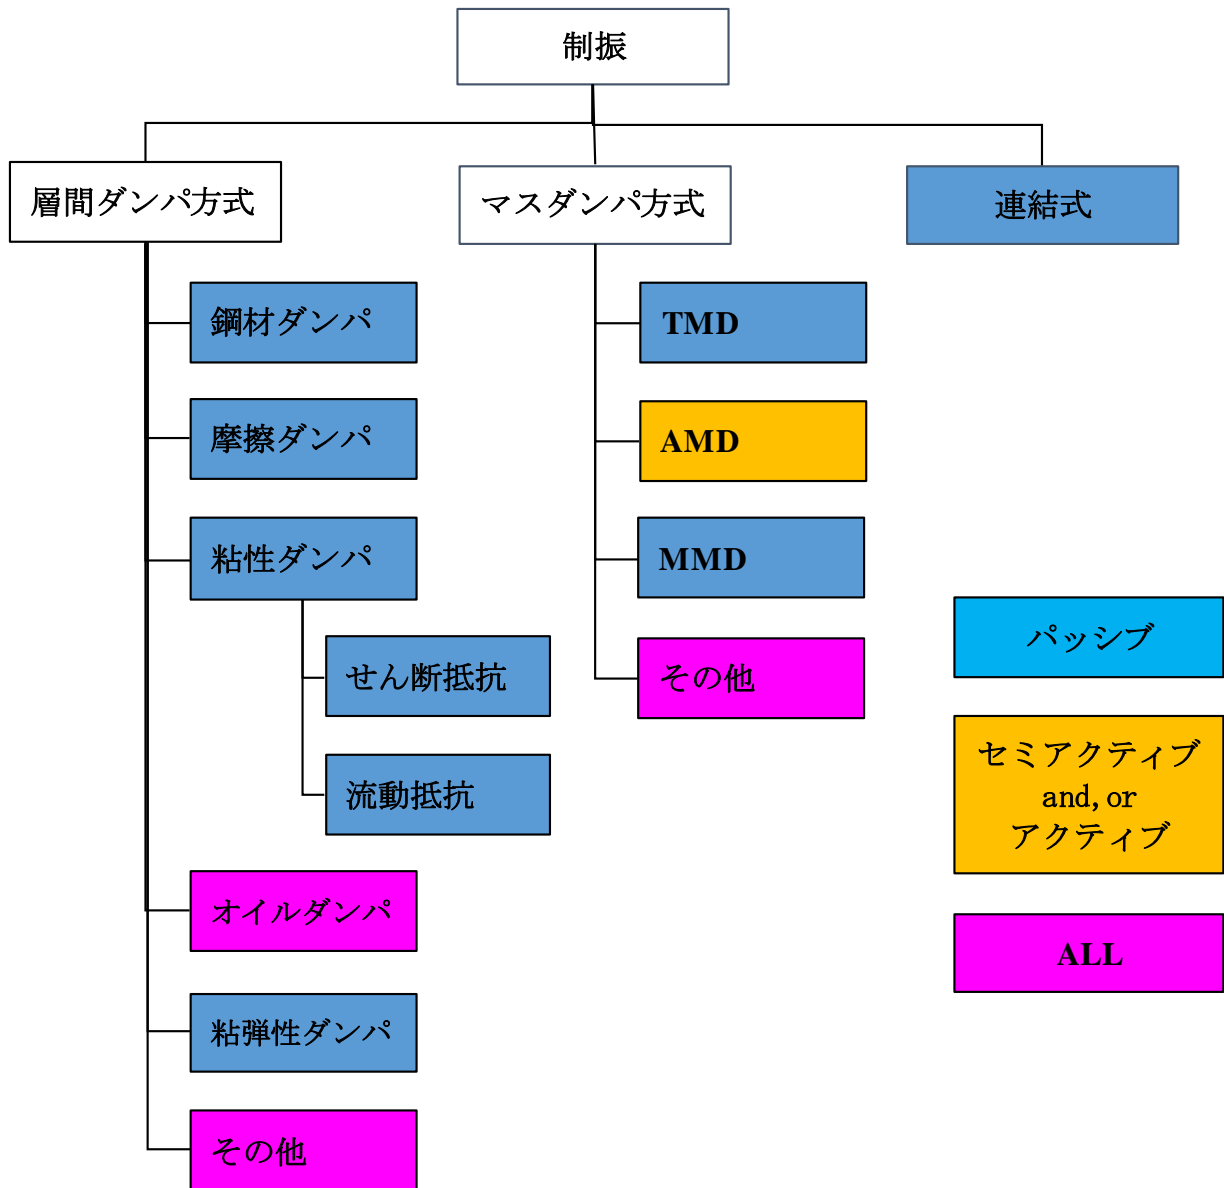 制振
層間ダンパ方式
マスダンパ方式
連結式
鋼材ダンパ
TMD
摩擦ダンパ
AMD
粘性ダンパ
MMD
せん断抵抗
その他
流動抵抗
オイルダンパ
粘弾性ダンパ
その他
パッシブ
セミアクティブ
and,or
アクティブ
ALL